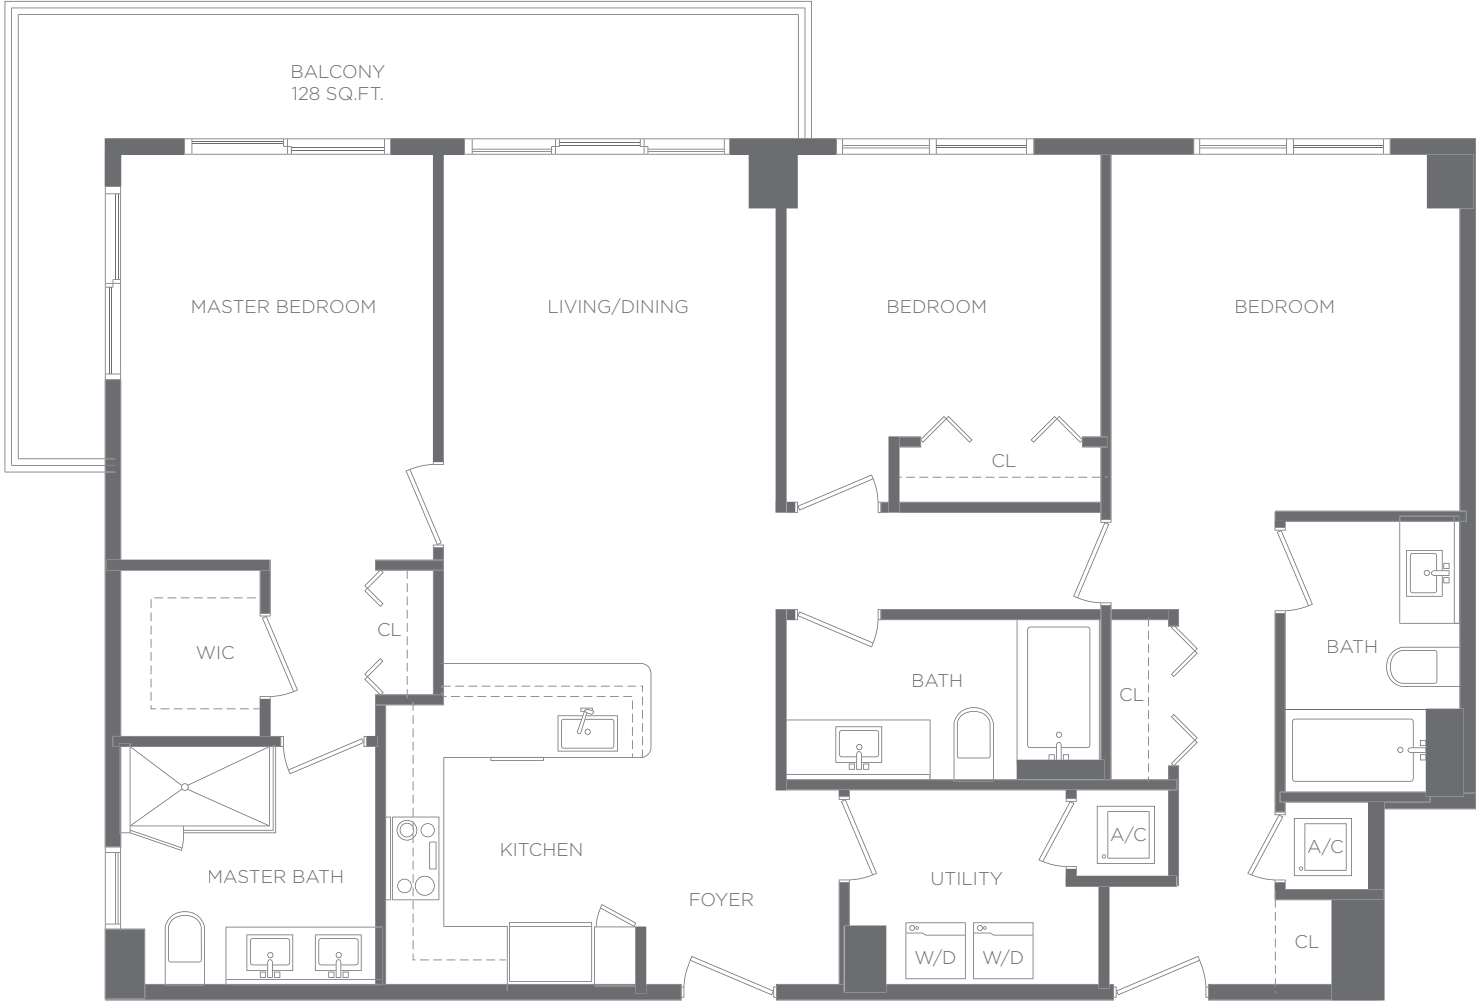 BALCONY
128 SQ.FT.
MASTER BEDROOM
LIVING/DINING
BEDROOM
BEDROOM
CL
CL
WIC
BATH
BATH
CL
A/C
A/C
KITCHEN
MASTER BATH
UTILITY
FOYER
CL
W/D
W/D